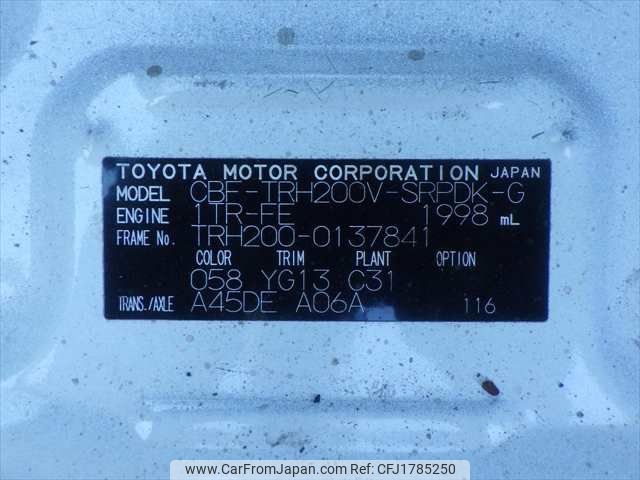 TOYOTA MOTOR CORPORATION JAPAN
MODEL CBF-TRH200V-SRPDK-G
ENGINE 1TR-FE 1998 mL
FRAME No. TRH200-0137841
COLOR TRIM PLANT OPTION
058 YG13 C31
TRANS./AXLE A45DE A06A 116
www.CarFromJapan.com - CFJ1785250